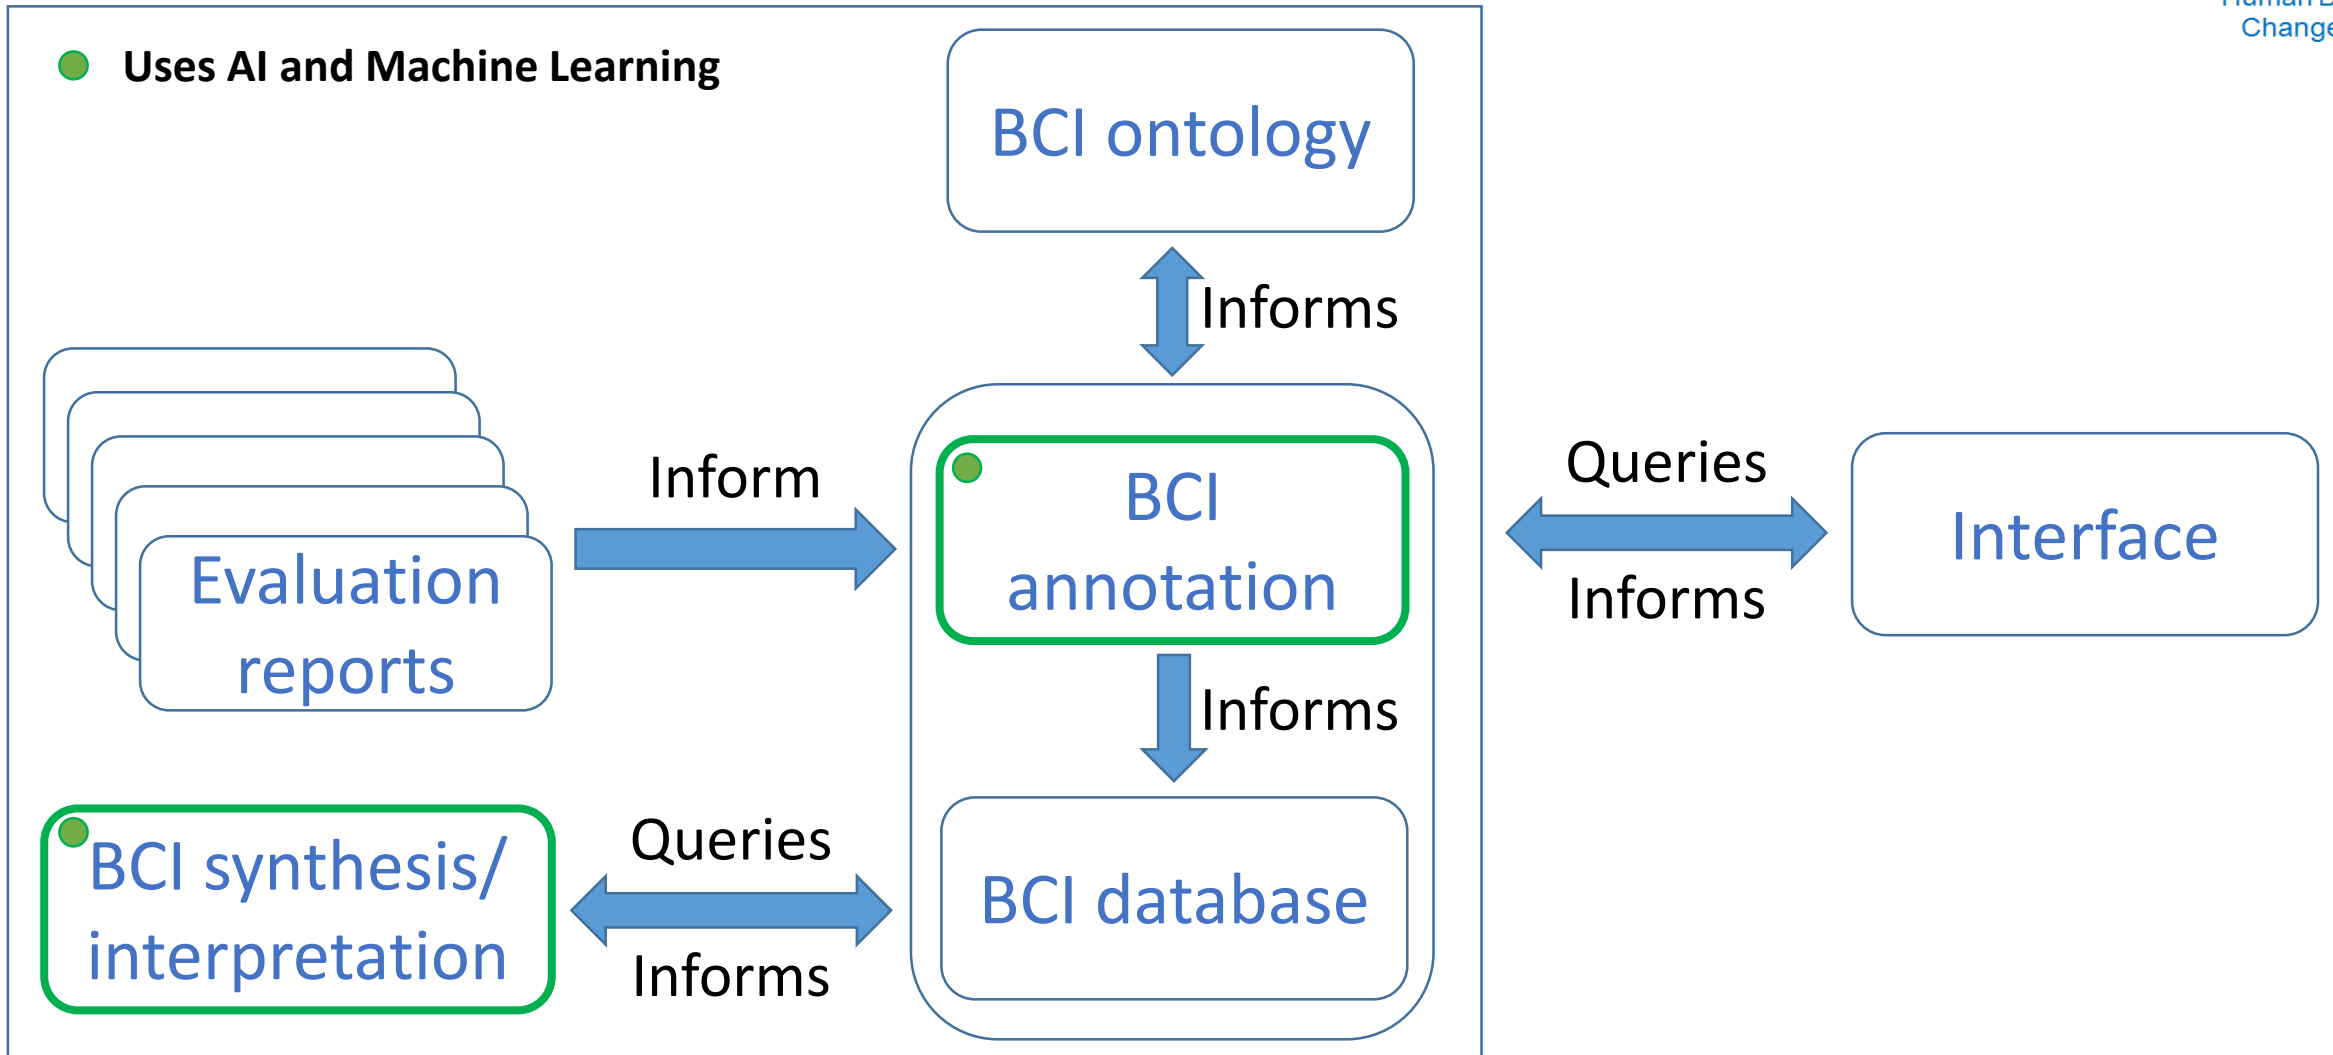 Human B
Change
Uses AI and Machine Learning
BCI ontology
Informs
Evaluation
reports
Inform
BCI
annotation
Queries
Informs
Interface
Informs
BCI synthesis/
interpretation
Queries
Informs
BCI database